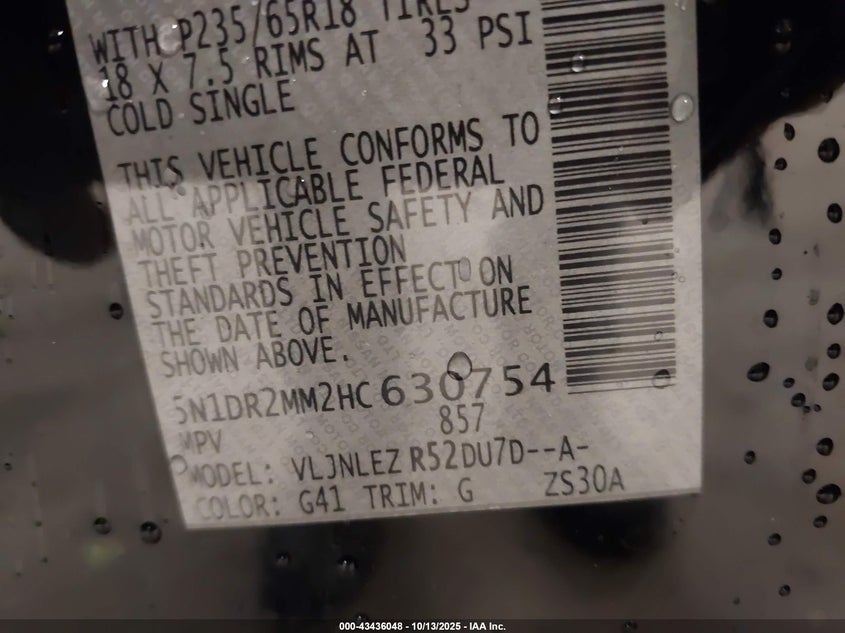 WITH P235/65R18 TIRES
18 X 7.5 RIMS AT 33 PSI
COLD SINGLE
THIS VEHICLE CONFORMS TO
ALL APPLICABLE FEDERAL
MOTOR VEHICLE SAFETY AND
THEFT PREVENTION
STANDARDS IN EFFECT ON
THE DATE OF MANUFACTURE
SHOWN ABOVE.
5N1DR2MM2HC630754
MPV 857
MODEL: VLJNLEZ R52DU7D--A-
COLOR: G41 TRIM: G ZS30A
000-43436048 - 10/13/2025 - IAA Inc.